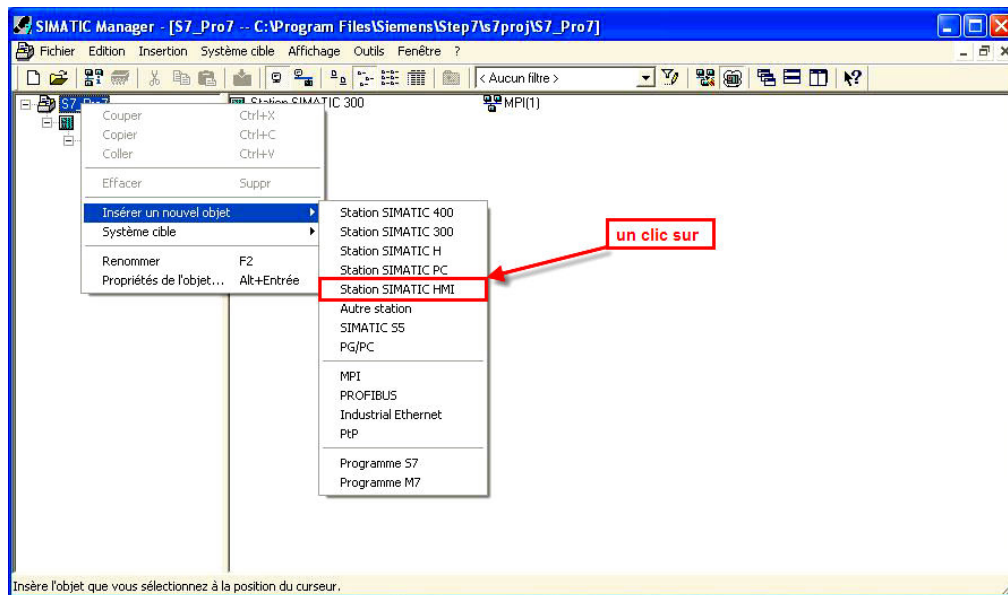 SIMATIC Manager - [S7_Pro7 -- C:\Program Files\Siemens\Step7\s7proj\S7_Pro7]
Fichier Edition Insertion Système cible Affichage Outils Fenêtre ?
< Aucun filtre >
Station SIMATIC 300 MPI(1)
Couper Ctrl+X
Copier Ctrl+C
Coller Ctrl+V
Effacer Suppr
Insérer un nouvel objet
Système cible
Renommer F2
Propriétés de l'objet... Alt+Entrée
Station SIMATIC 400
Station SIMATIC 300
Station SIMATIC H
Station SIMATIC PC
Station SIMATIC HMI
Autre station
SIMATIC S5
PG/PC
MPI
PROFIBUS
Industrial Ethernet
PtP
Programme S7
Programme M7
un clic sur
Insère l'objet que vous sélectionnez à la position du curseur.